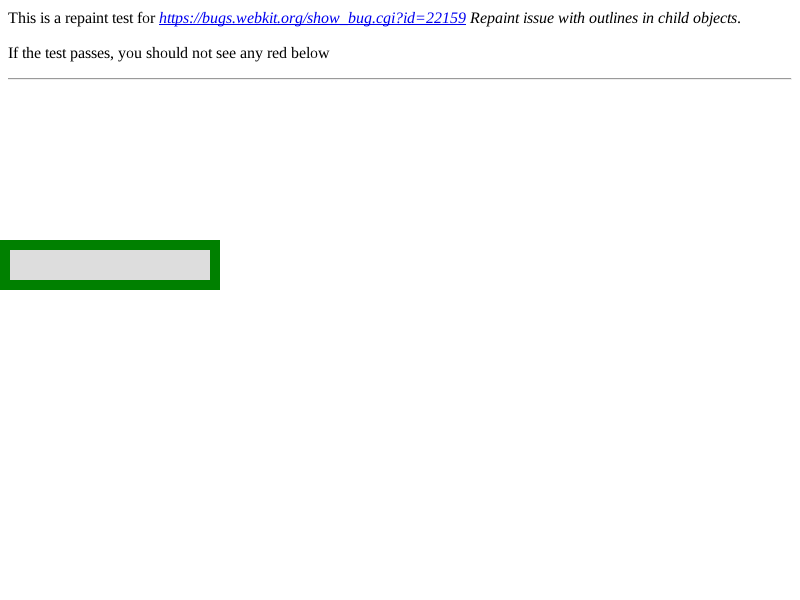 This is a repaint test for https://bugs.webkit.org/show_bug.cgi?id=22159 Repaint issue with outlines in child objects.
If the test passes, you should not see any red below